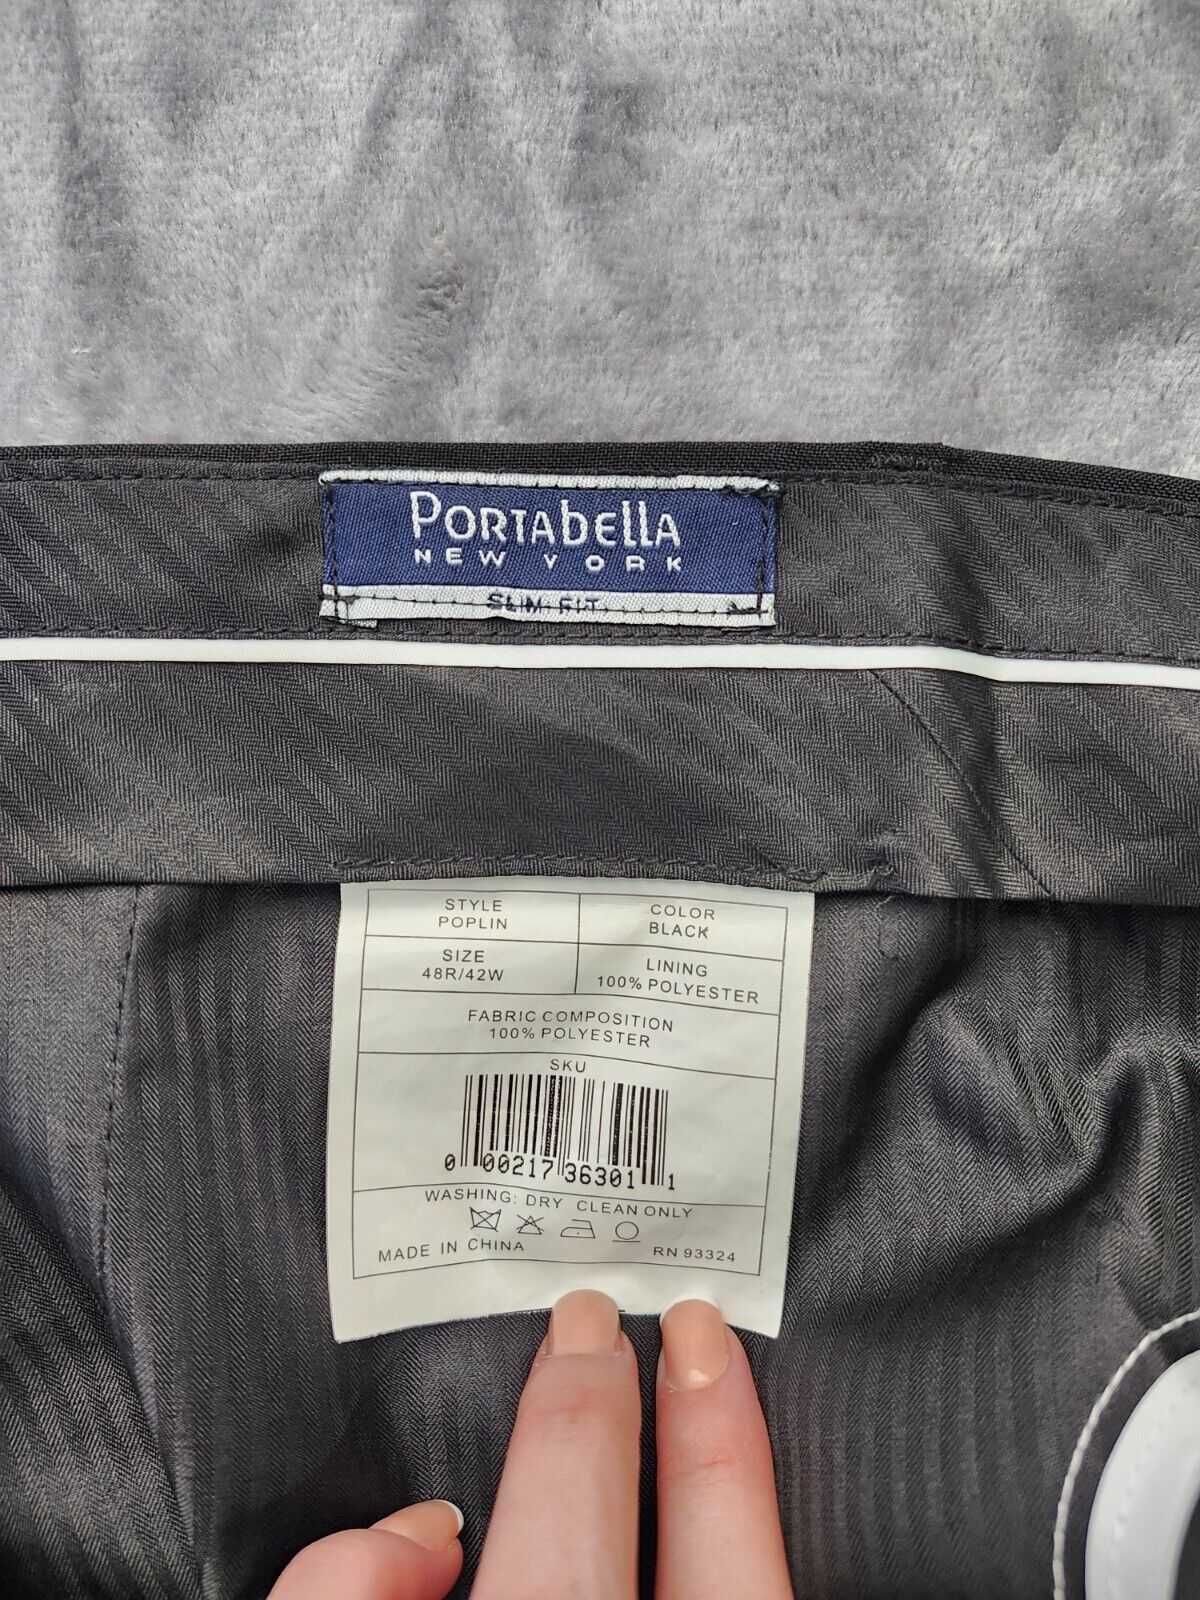 PORTABELLA
NEW YORK
SLIM FIT
STYLE
POPLIN
COLOR
BLACK
SIZE
48R/42W
LINING
100% POLYESTER
FABRIC COMPOSITION
100% POLYESTER
SKU
0 00217 36301 1
WASHING: DRY CLEAN ONLY
MADE IN CHINA
RN 93324